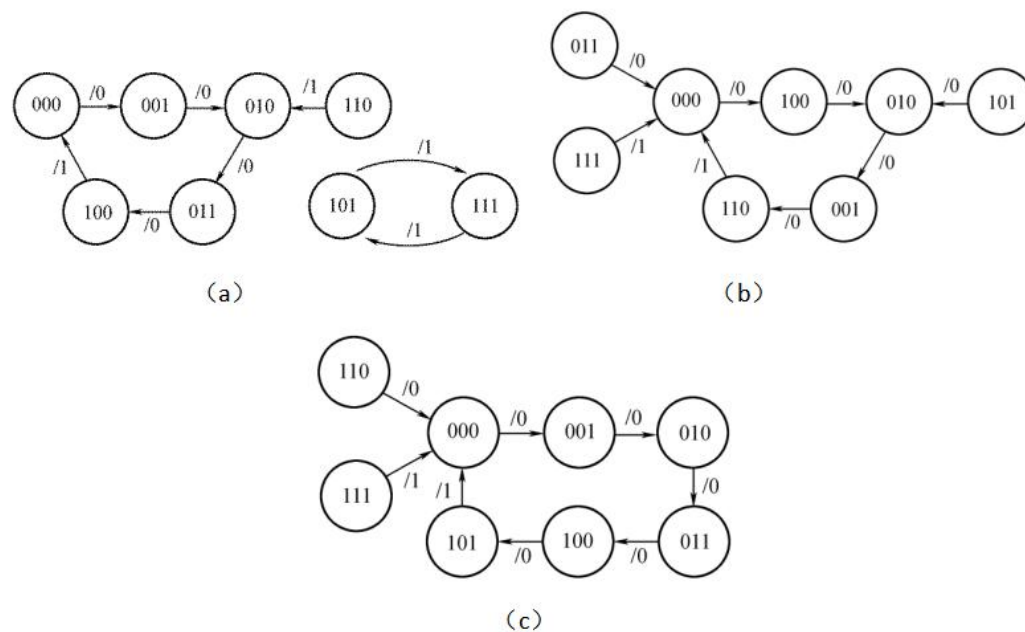 000 /0 001 /0 010 /1 110
/1 /0
100 /0 011
101 /1 111
/1
(a)
011 /0
000 /0 100 /0 010 /0 101
111 /1
/1 /0
110 /0 001
(b)
110 /0
000 /0 001 /0 010
111 /1
/1 /0
101 /0 100 /0 011
(c)